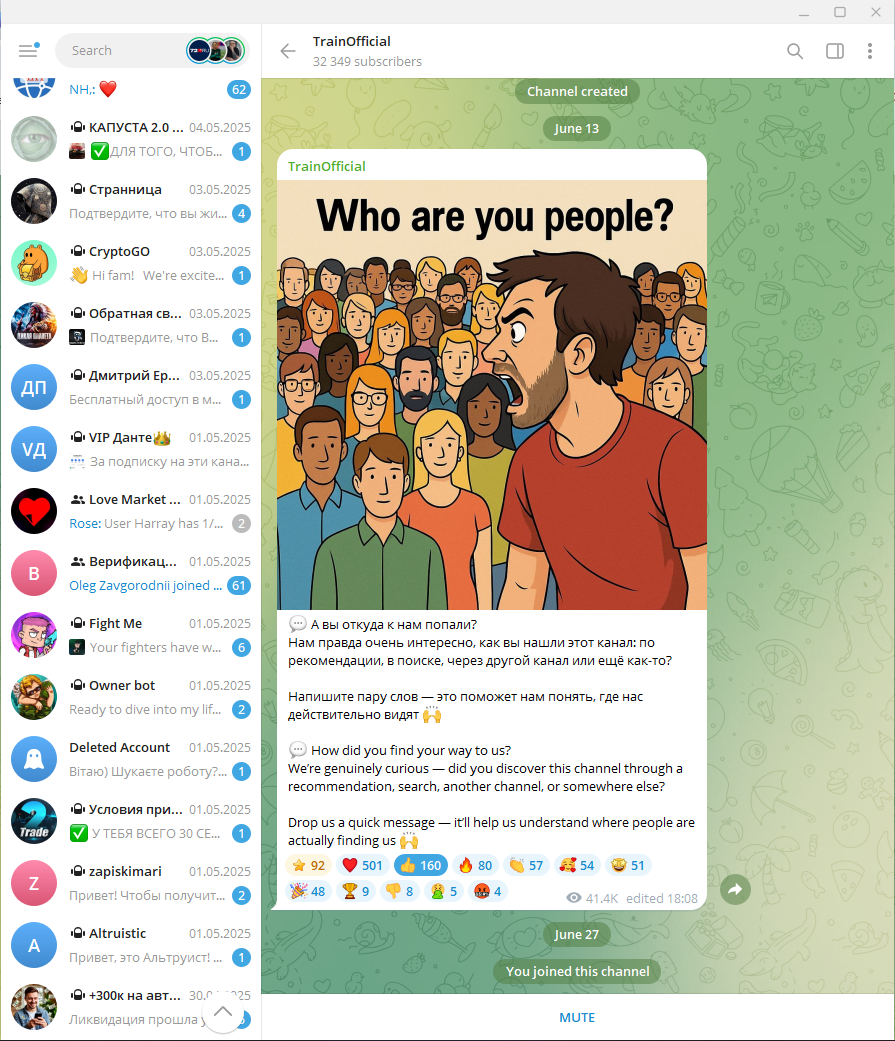 Search
72.RU
TrainOfficial
32 349 subscribers
NH,: ❤️
62
КАПУСТА 2.0 ...
04.05.2025
✅ДЛЯ ТОГО, ЧТОБ...
1
Странница
03.05.2025
Подтвердите, что вы жи...
4
CryptoGO
03.05.2025
👋 Hi fam! We're excite...
1
Обратная св...
03.05.2025
Подтвердите, что В...
1
ДП
Дмитрий Ер...
03.05.2025
Бесплатный доступ в м...
1
VД
VIP Данте👑
01.05.2025
За подписку на эти кана...
Love Market ...
01.05.2025
Rose: User Harray has 1/...
2
В
Верификац...
01.05.2025
Oleg Zavgorodnii joined ...
61
Fight Me
01.05.2025
Your fighters have w...
6
Owner bot
01.05.2025
Ready to dive into my lif...
2
Deleted Account
01.05.2025
Вітаю) Шукаєте роботу?...
1
Trade
Условия при...
01.05.2025
✅ У ТЕБЯ ВСЕГО 30 СЕ...
1
Z
zapiskimari
01.05.2025
Привет! Чтобы получит...
2
A
Altruistic
01.05.2025
Привет, это Альтруист! ...
1
+300к на авт...
Ликвидация прошла
Channel created
June 13
TrainOfficial
Who are you people?
💬 А вы откуда к нам попали?
Нам правда очень интересно, как вы нашли этот канал: по
рекомендации, в поиске, через другой канал или ещё как-то?
Напишите пару слов — это поможет нам понять, где нас
действительно видят 🙌
💬 How did you find your way to us?
We’re genuinely curious — did you discover this channel through a
recommendation, search, another channel, or somewhere else?
Drop us a quick message — it’ll help us understand where people are
actually finding us 🙌
⭐ 92 ❤️ 501 👍 160 🔥 80 👏 57 🥰 54 🤩 51
🎉 48 🏆 9 👎 8 🤮 5 🤬 4
41.4K edited 18:08
June 27
You joined this channel
MUTE